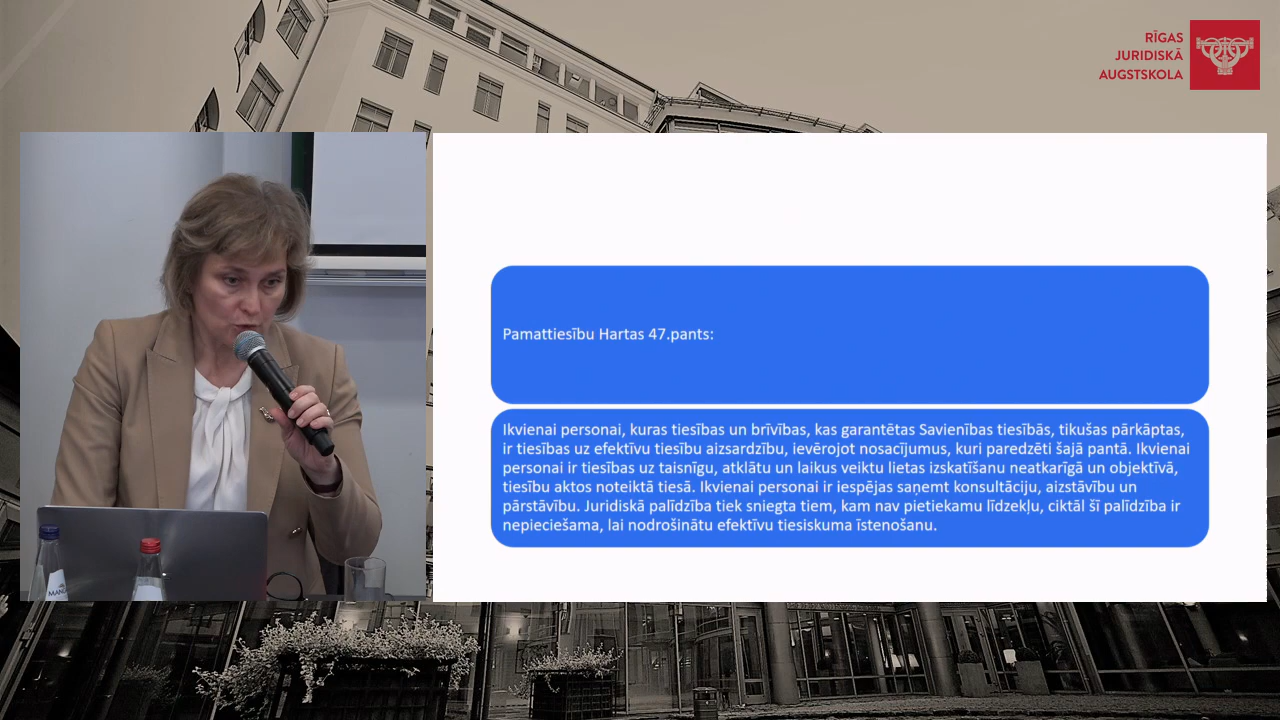 RĪGAS
JURIDISKĀ
AUGSTSKOLA
Pamattiesību Hartas 47.pants:
Ikvienai personai, kuras tiesības un brīvības, kas garantētas Savienības tiesībās, tikušas pārkāptas,
ir tiesības uz efektīvu tiesību aizsardzību, ievērojot nosacījumus, kuri paredzēti šajā pantā. Ikvienai
personai ir tiesības uz taisnīgu, atklātu un laikus veiktu lietas izskatīšanu neatkarīgā un objektīvā,
tiesību aktos noteiktā tiesā. Ikvienai personai ir iespējas saņemt konsultāciju, aizstāvību un
pārstāvību. Juridiskā palīdzība tiek sniegta tiem, kam nav pietiekamu līdzekļu, ciktāl šī palīdzība ir
nepieciešama, lai nodrošinātu efektīvu tiesiskuma īstenošanu.